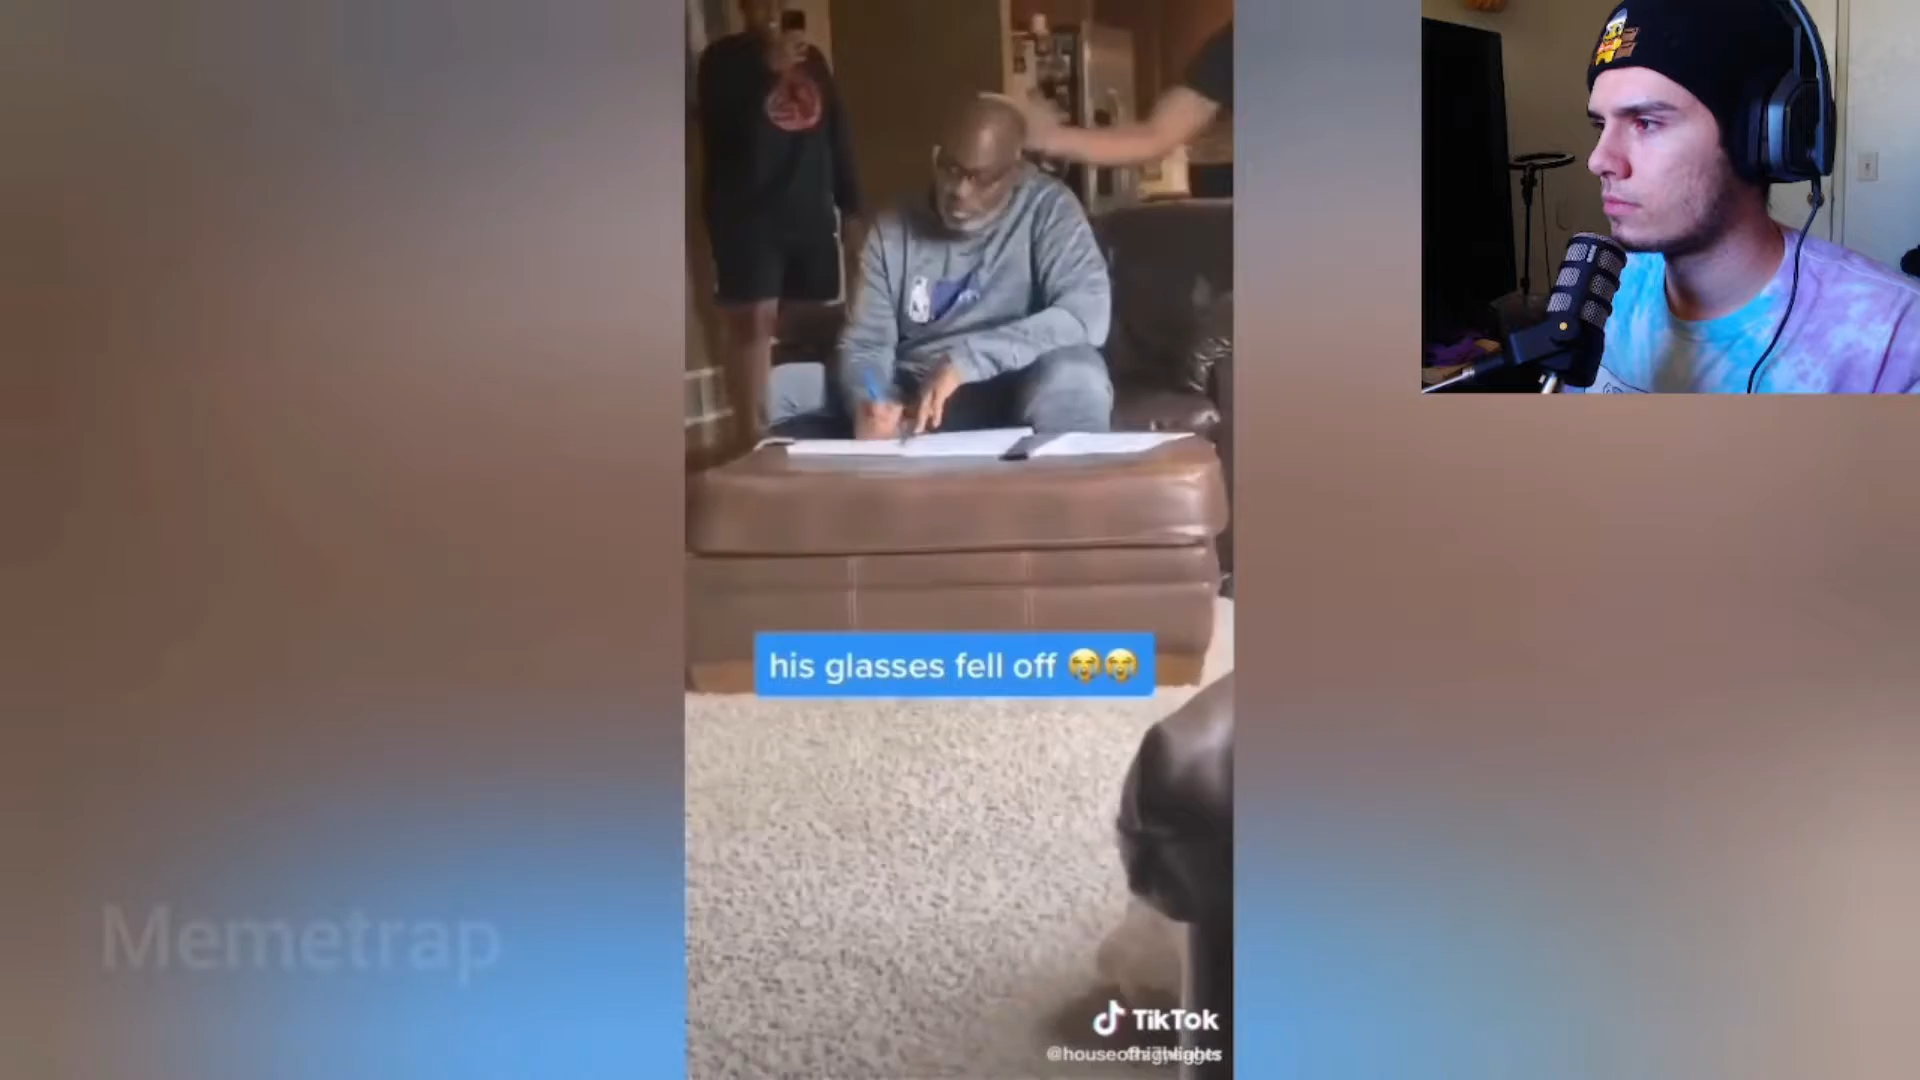 his glasses fell off 😭😭
Memetrap
TikTok